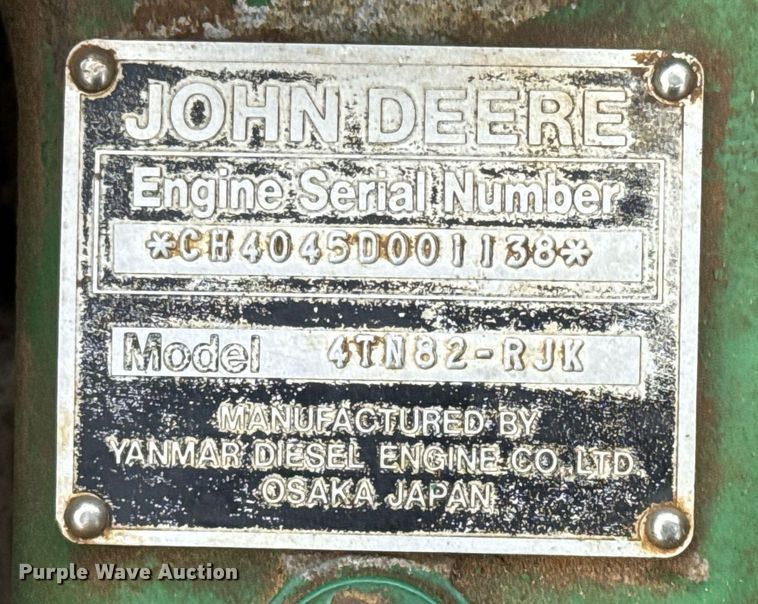 JOHN DEERE
Engine Serial Number
*CH4045D001138*
Model 4TN82-RJK
MANUFACTURED BY
YANMAR DIESEL ENGINE CO.,LTD.
OSAKA JAPAN
Purple Wave Auction